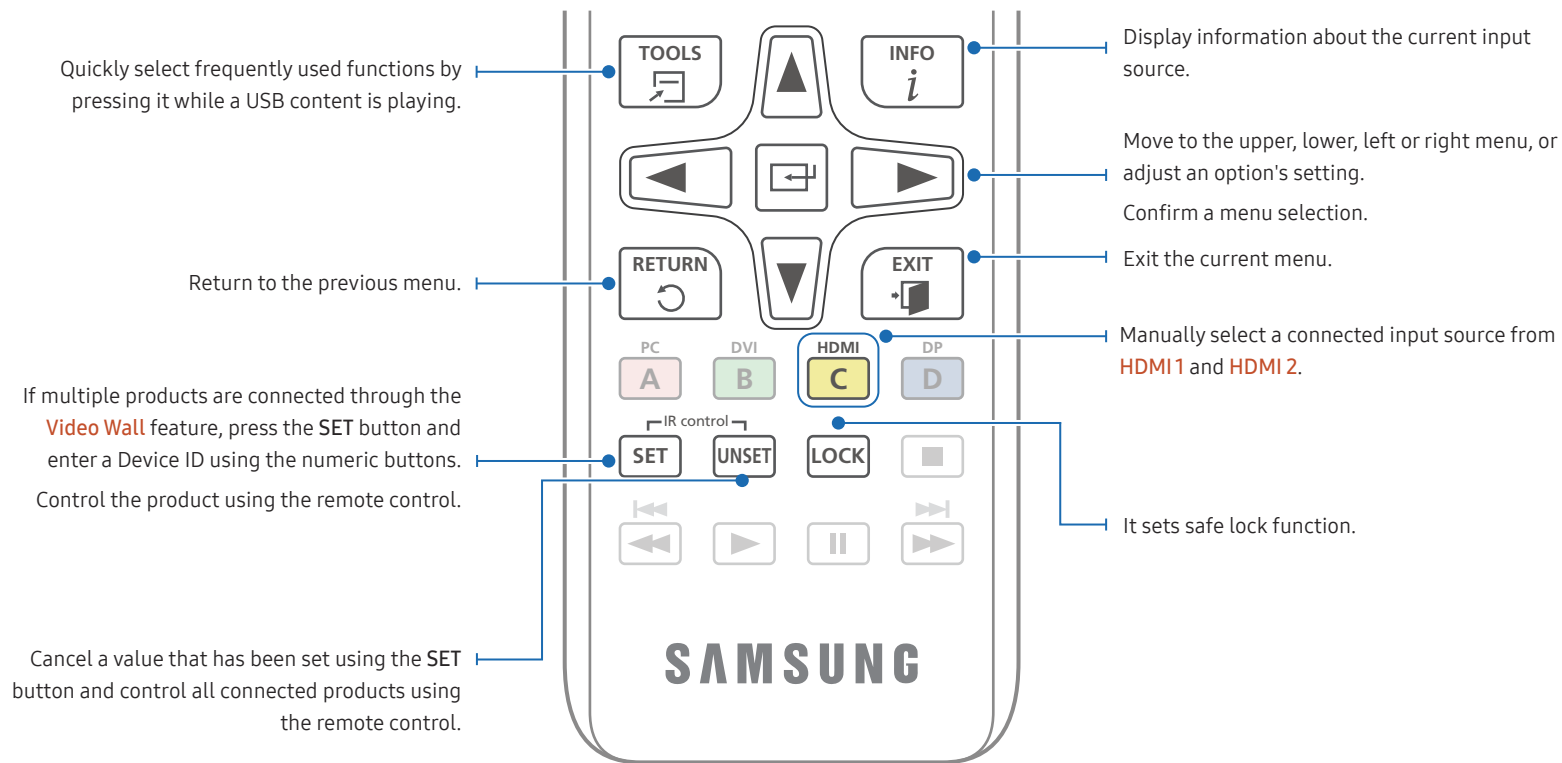 Quickly select frequently used functions by
pressing it while a USB content is playing.
Return to the previous menu.
If multiple products are connected through the
Video Wall feature, press the SET button and
enter a Device ID using the numeric buttons.
Control the product using the remote control.
Cancel a value that has been set using the SET
button and control all connected products using
the remote control.
TOOLS
INFO
i
RETURN
EXIT
PC
DVI
HDMI
DP
A
B
C
D
IR control
SET
UNSET
LOCK
SAMSUNG
Display information about the current input
source.
Move to the upper, lower, left or right menu, or
adjust an option's setting.
Confirm a menu selection.
Exit the current menu.
Manually select a connected input source from
HDMI 1 and HDMI 2.
It sets safe lock function.